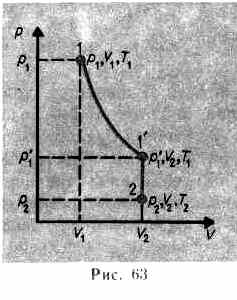 p
1
p₁
p₁, V₁, T₁
1′
p₁′
p₁′, V₂, T₁
2
p₂
p₂, V₂, T₂
V₁
V₂
V
Рис. 63